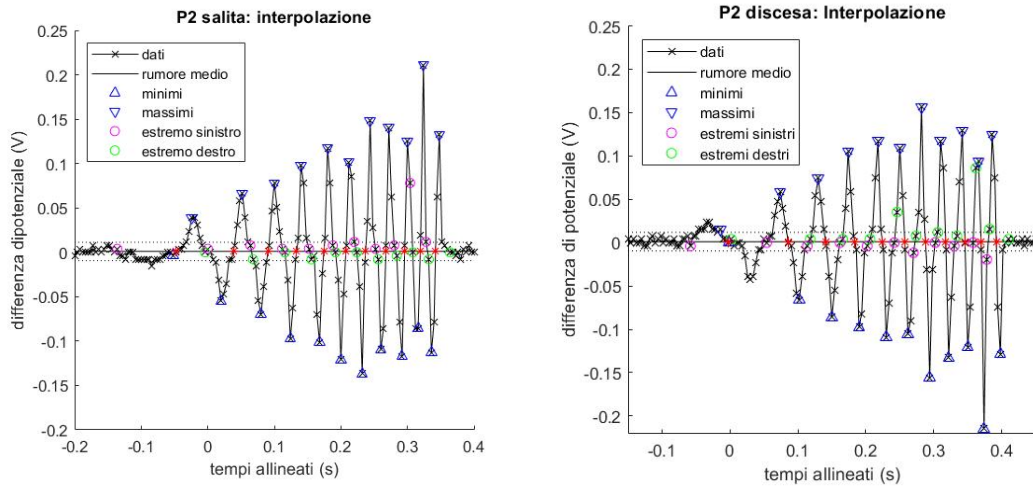 P2 salita: interpolazione
0.25
0.2
0.15
0.1
0.05
0
-0.05
-0.1
-0.15
-0.2
differenza dipotenziale (V)
dati
rumore medio
minimi
massimi
estremo sinistro
estremo destro
-0.2
-0.1
0
0.1
0.2
0.3
0.4
tempi allineati (s)
P2 discesa: Interpolazione
0.2
0.15
0.1
0.05
0
-0.05
-0.1
-0.15
-0.2
differenza di potenziale (V)
dati
rumore medio
minimi
massimi
estremi sinistri
estremi destri
-0.1
0
0.1
0.2
0.3
0.4
tempi allineati (s)